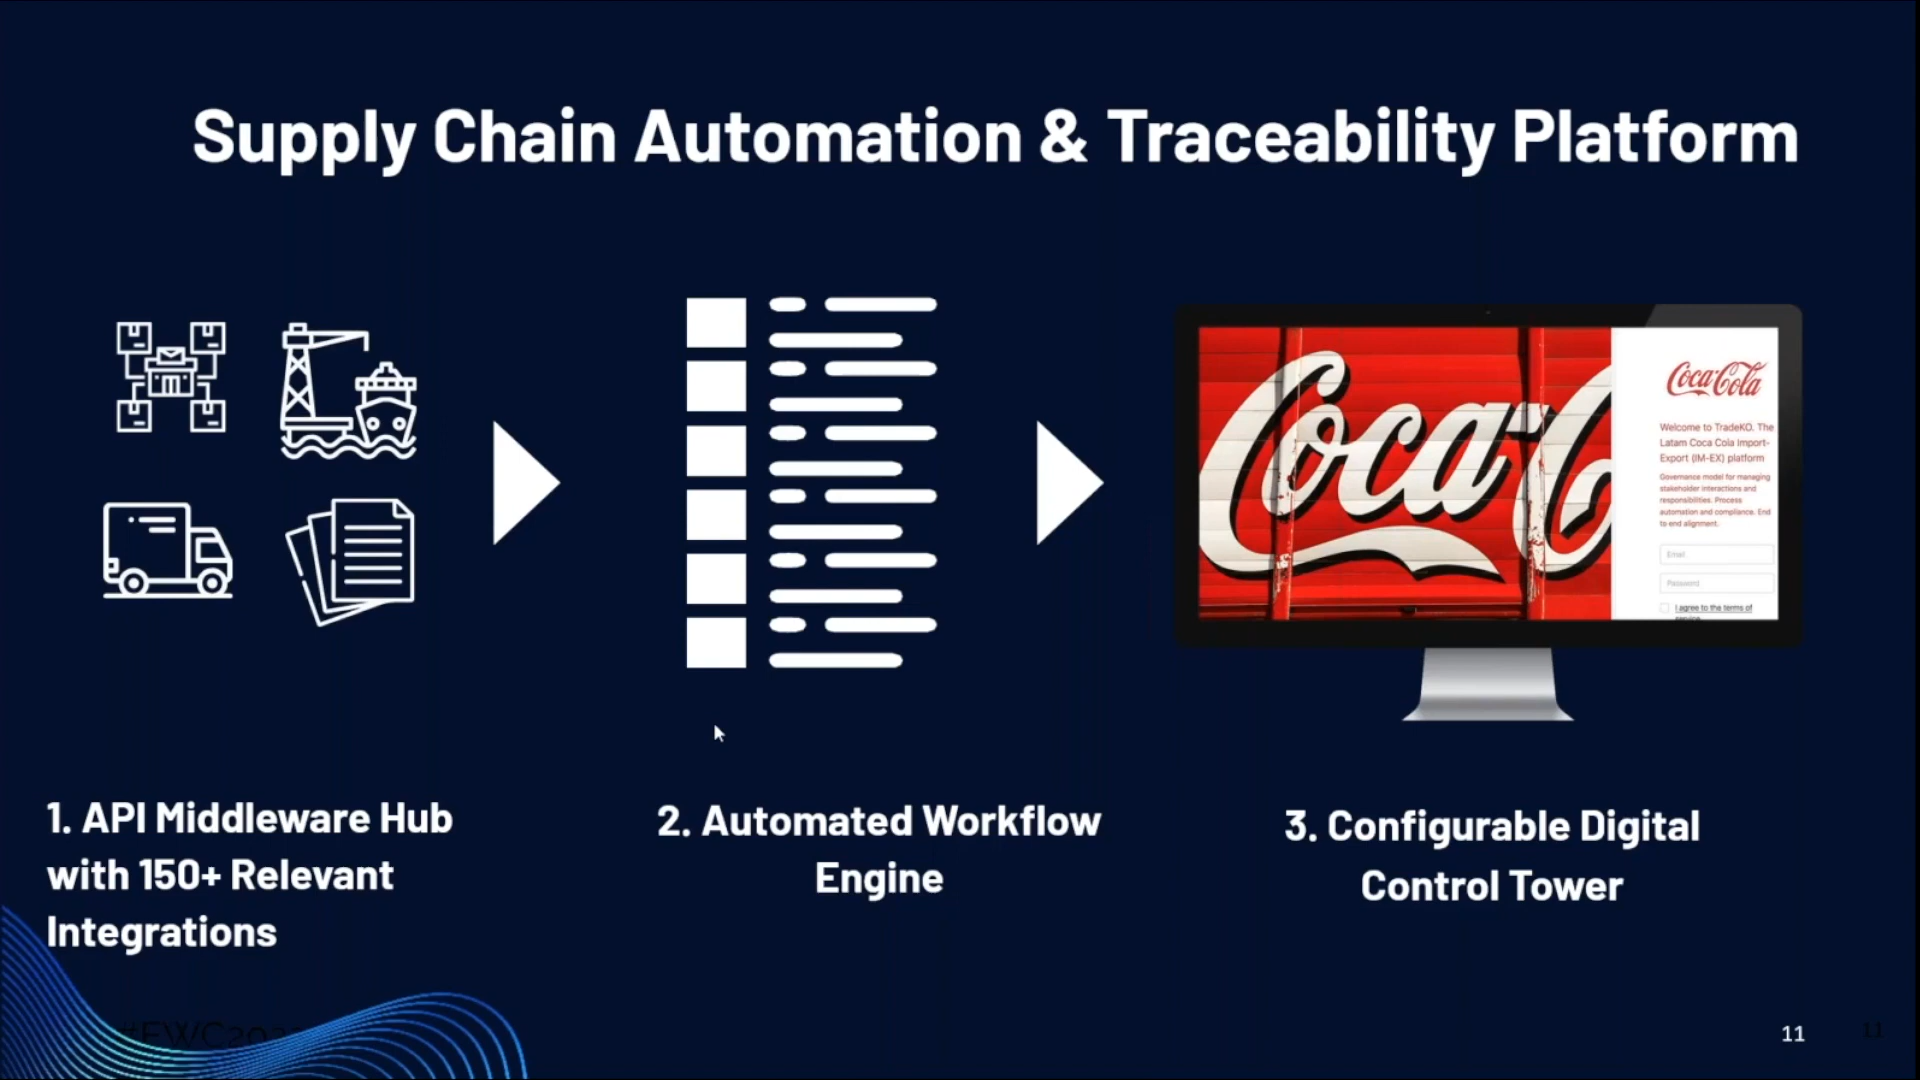 Supply Chain Automation & Traceability Platform
Coca-C
Coca-Cola
Welcome to TradeKO. The
Latam Coca Cola Import-
Export (IM-EX) platform
Governance model for managing
stakeholder interactions and
responsibilities. Process
automation and compliance. End
to end alignment.
Email
Password
I agree to the terms of
service
1. API Middleware Hub
with 150+ Relevant
Integrations
2. Automated Workflow
Engine
3. Configurable Digital
Control Tower
11
11